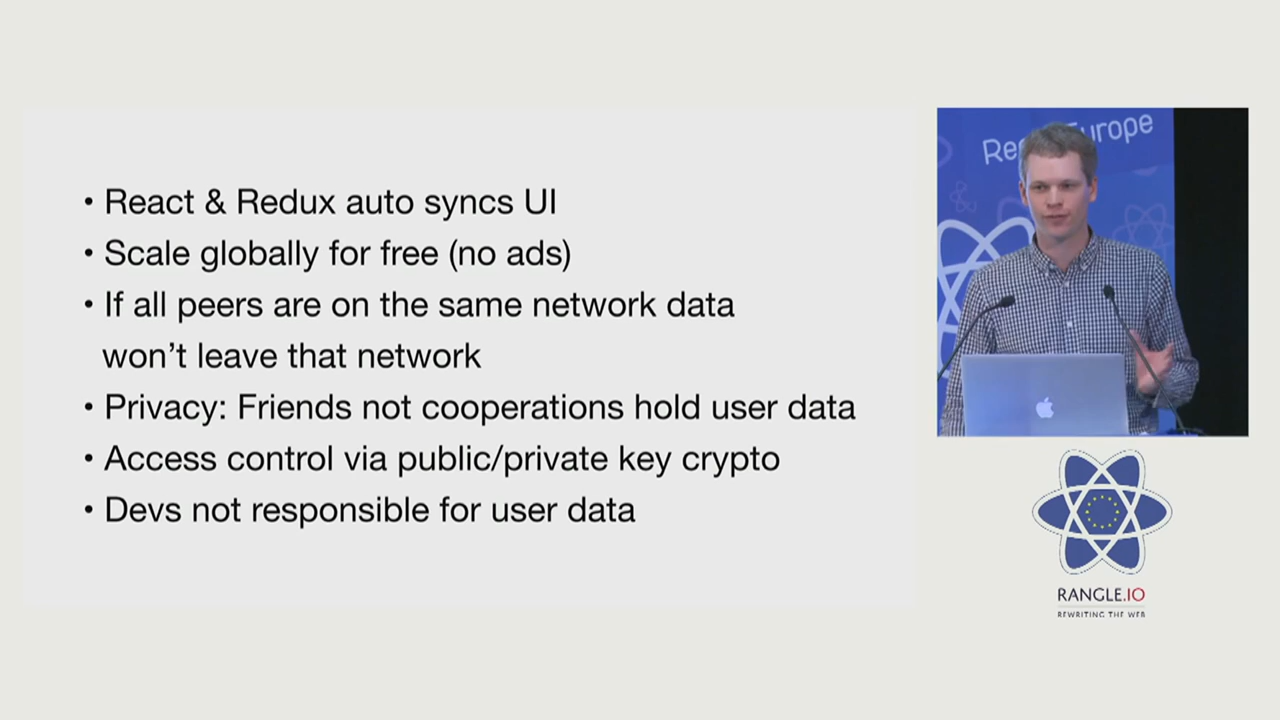 • React & Redux auto syncs UI
• Scale globally for free (no ads)
• If all peers are on the same network data
won't leave that network
• Privacy: Friends not cooperations hold user data
• Access control via public/private key crypto
• Devs not responsible for user data
Europe
RANGLE.IO
REWRITING THE WEB